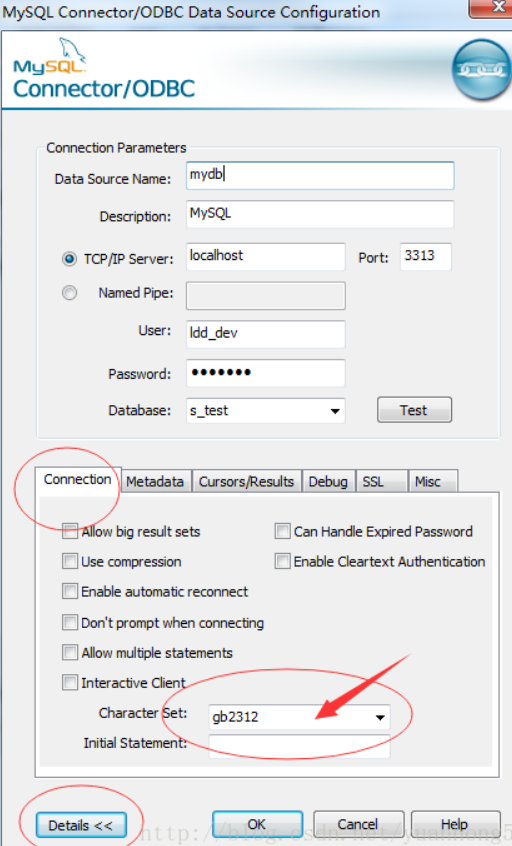 MySQL Connector/ODBC Data Source Configuration
MySQL
Connector/ODBC
Connection Parameters
Data Source Name: mydb
Description: MySQL
TCP/IP Server: localhost Port: 3313
Named Pipe:
User: ldd_dev
Password: •••••••
Database: s_test Test
Connection Metadata Cursors/Results Debug SSL Misc
Allow big result sets Can Handle Expired Password
Use compression Enable Cleartext Authentication
Enable automatic reconnect
Don't prompt when connecting
Allow multiple statements
Interactive Client
Character Set: gb2312
Initial Statement:
Details << OK Cancel Help
http://blog.csdn.net/yuanhong5